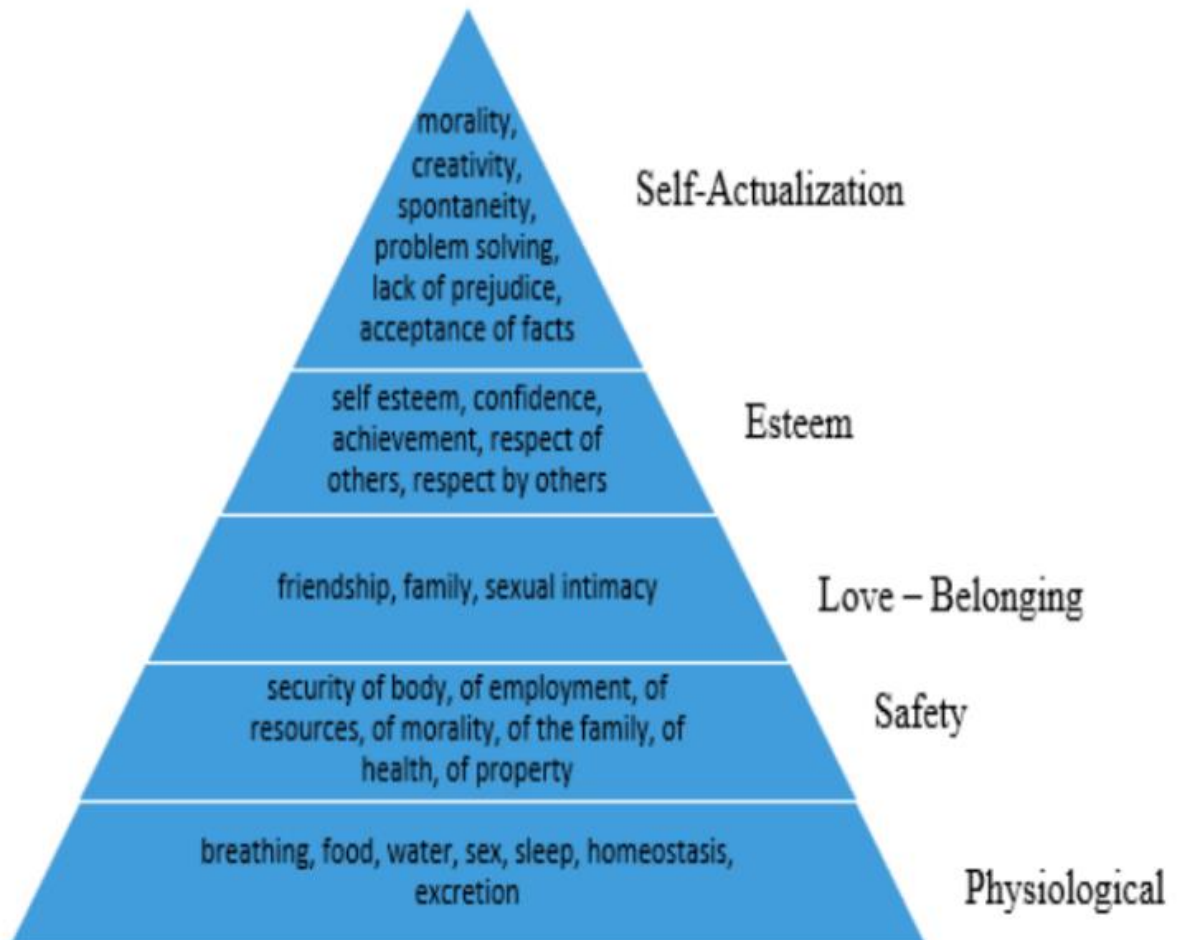 morality,
creativity,
spontaneity,
problem solving,
lack of prejudice,
acceptance of facts
Self-Actualization
self esteem, confidence,
achievement, respect of
others, respect by others
Esteem
friendship, family, sexual intimacy
Love – Belonging
security of body, of employment, of
resources, of morality, of the family, of
health, of property
Safety
breathing, food, water, sex, sleep, homeostasis,
excretion
Physiological